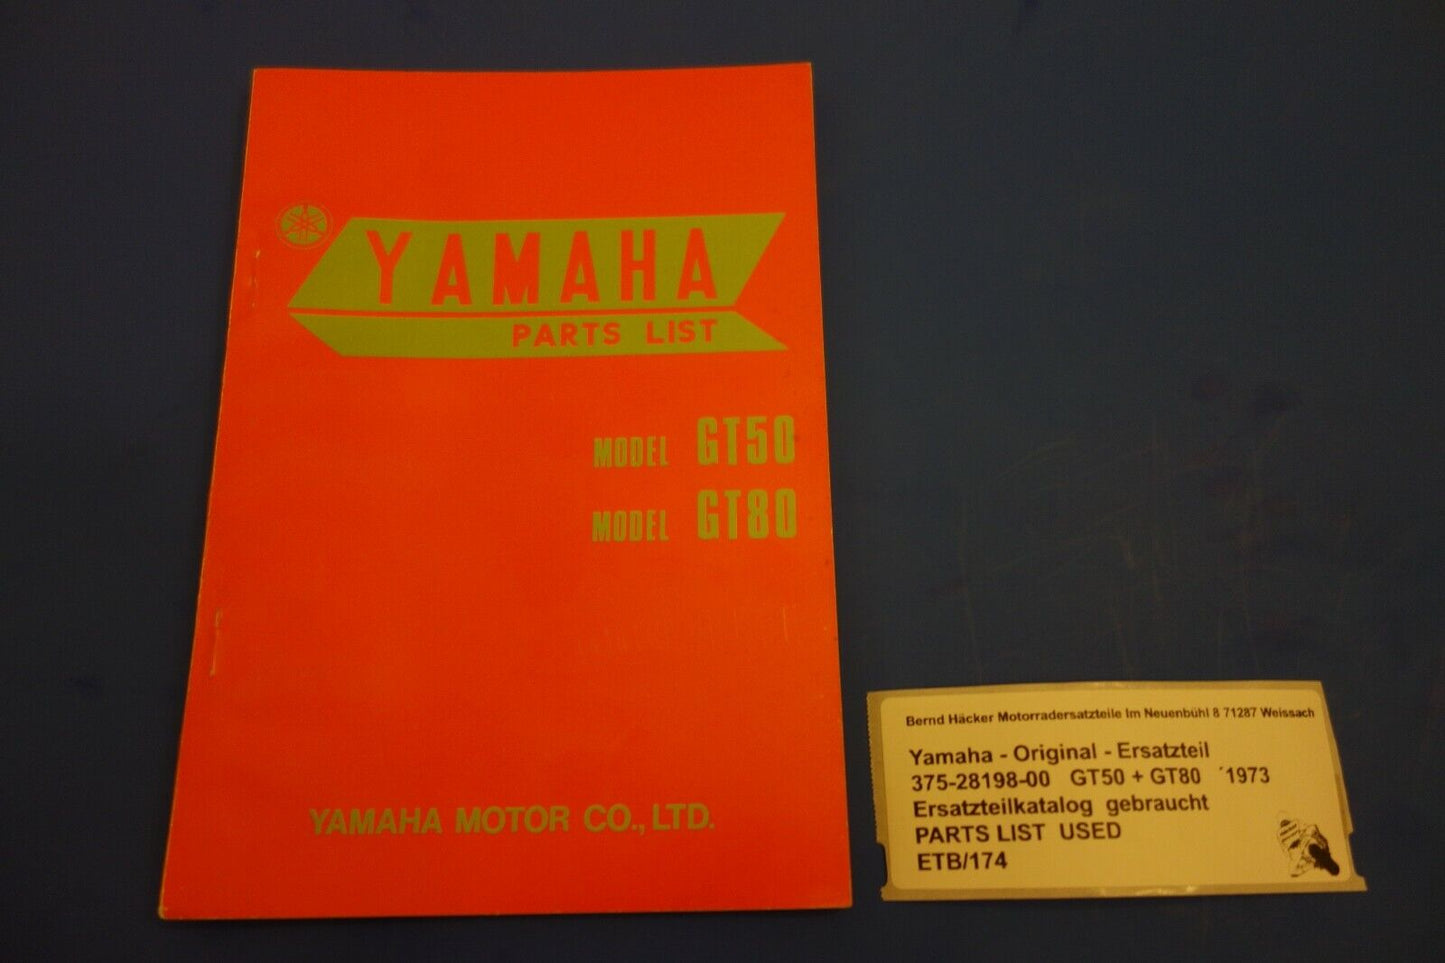 YAMAHA
PARTS LIST
MODEL GT50
MODEL GT80
YAMAHA MOTOR CO., LTD.
Bernd Häcker Motorradersatzteile Im Neuenbühl 8 71287 Weissach
Yamaha - Original - Ersatzteil
375-28198-00 GT50 + GT80 ´1973
Ersatzteilkatalog gebraucht
PARTS LIST USED
ETB/174